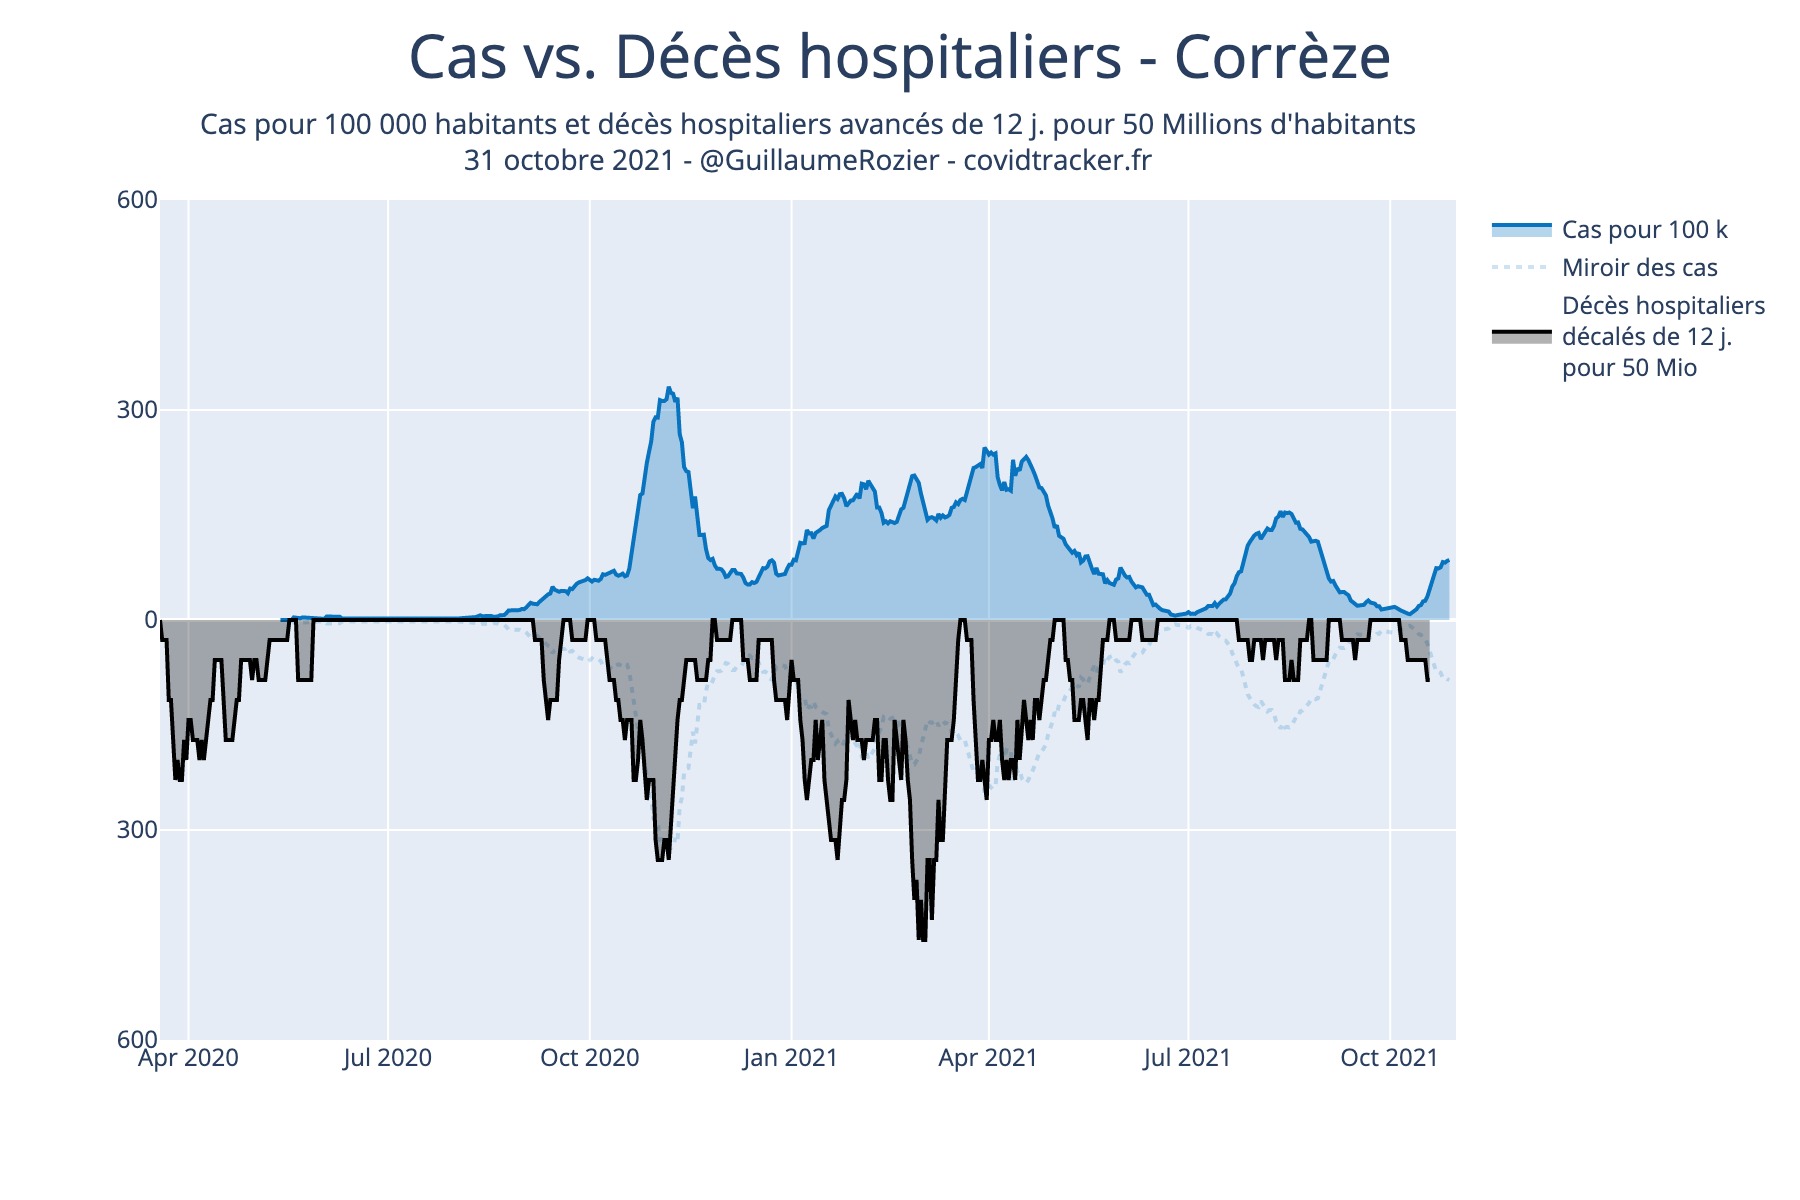 Cas vs. Décès hospitaliers - Corrèze
Cas pour 100 000 habitants et décès hospitaliers avancés de 12 j. pour 50 Millions d'habitants
31 octobre 2021 - @GuillaumeRozier - covidtracker.fr
600
300
0
300
600
Apr 2020
Jul 2020
Oct 2020
Jan 2021
Apr 2021
Jul 2021
Oct 2021
Cas pour 100 k
Miroir des cas
Décès hospitaliers
décalés de 12 j.
pour 50 Mio